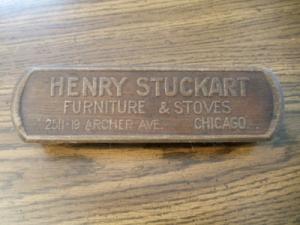 HENRY STUCKART
FURNITURE & STOVES
2511-19 ARCHER AVE. CHICAGO.